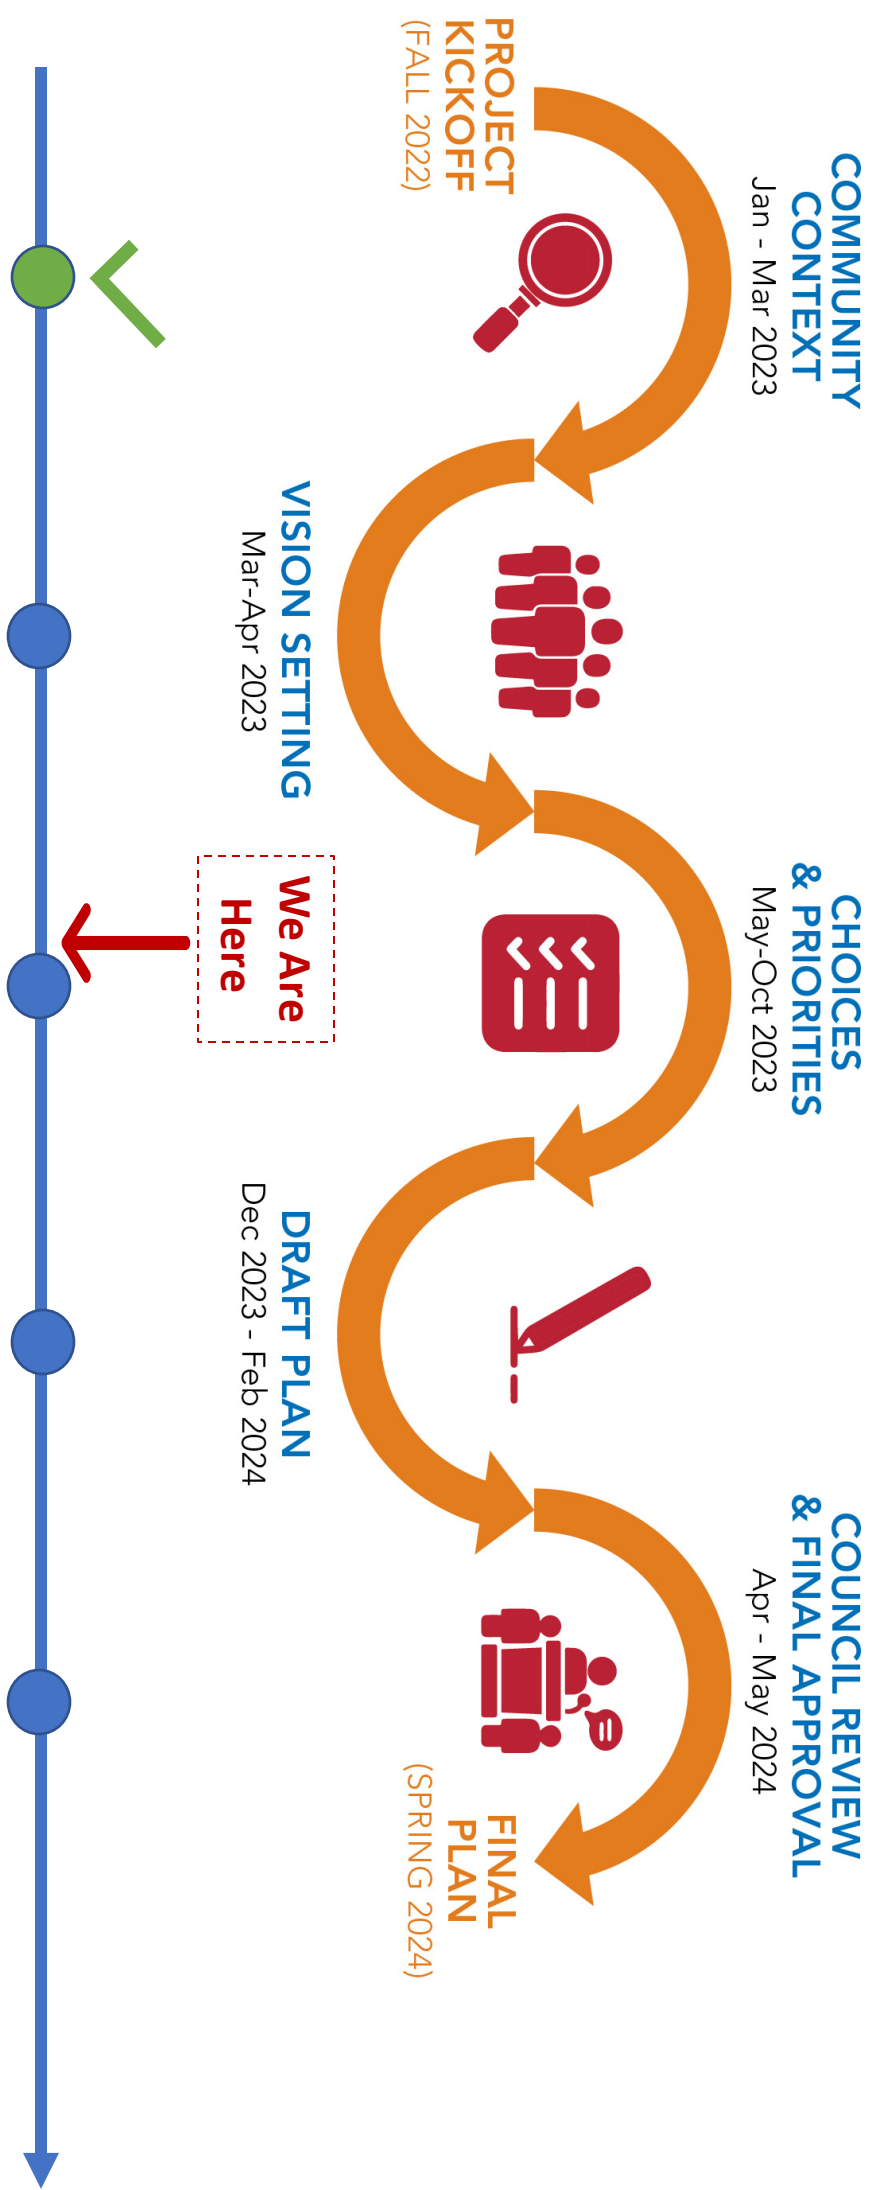 PROJECT
KICKOFF
(FALL 2022)
COMMUNITY
CONTEXT
Jan - Mar 2023
VISION SETTING
Mar-Apr 2023
CHOICES
& PRIORITIES
May-Oct 2023
We Are
Here
DRAFT PLAN
Dec 2023 - Feb 2024
COUNCIL REVIEW
& FINAL APPROVAL
Apr - May 2024
FINAL
PLAN
(SPRING 2024)